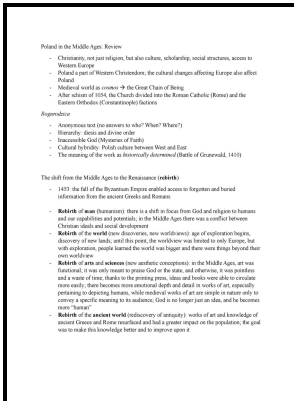 Poland in the Middle Ages: Review
- Christianity, not just religion, but also culture, scholarship, social structures, access to
Western Europe
- Poland a part of Western Christendom, the cultural changes affecting Europe also affect
Poland
- Medieval world as cosmos → the Great Chain of Being
- After schism of 1054, the Church divided into the Roman Catholic (Rome) and the
Eastern Orthodox (Constantinople) factions
Bogurodzica
- Anonymous text (no answers to who? When? Where?)
- Hierarchy: thesis and divine order
- Inaccessible God (Mysteries of Faith)
- Cultural hybridity: Polish culture between West and East
- The meaning of the work as historically determined (Battle of Grunewald, 1410)
The shift from the Middle Ages to the Renaissance (rebirth)
- 1453: the fall of the Byzantium Empire enabled access to forgotten and buried
information from the ancient Greeks and Romans
- Rebirth of man (humanism): there is a shift in focus from God and religion to humans
and our capabilities and potentials; in the Middle Ages there was a conflict between
Christian ideals and social development
- Rebirth of the world (new discoveries, new worldviews): age of exploration begins,
discovery of new lands; until this point, the worldview was limited to only Europe, but
with exploration, people learned the world was bigger and there were things beyond their
own worldview
- Rebirth of arts and sciences (new aesthetic conceptions): in the Middle Ages, art was
functional; it was only meant to praise God or the state, and otherwise, it was pointless
and a waste of time; thanks to the printing press, ideas and books were able to circulate
more easily, there becomes more emotional depth and detail in works of art, especially
pertaining to depicting humans, while medieval works of art are simple in nature only to
convey a specific meaning to its audience; God is no longer just an idea, and he becomes
more "human"
- Rebirth of the ancient world (rediscovery of antiquity): works of art and knowledge of
ancient Greece and Rome resurfaced and had a greater impact on the population; the goal
was to make this knowledge better and to improve upon it